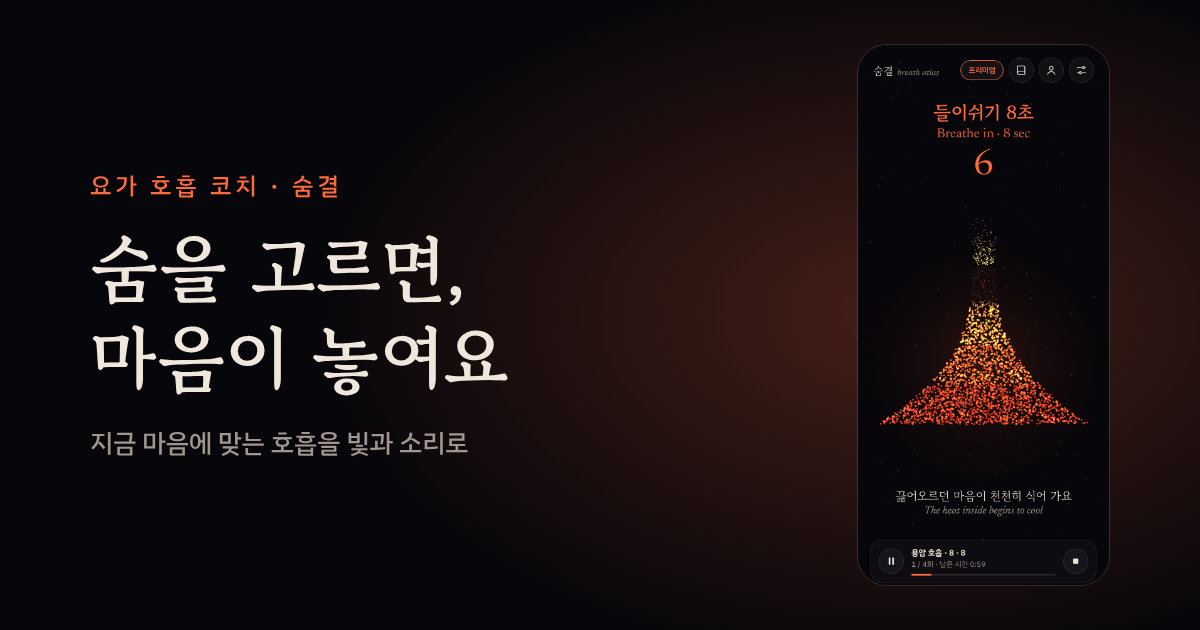 요가 호흡 코치 · 숨결
숨을 고르면,
마음이 놓여요
지금 마음에 맞는 호흡을 빛과 소리로
숨결 breath atlas
프리미엄
들이쉬기 8초
Breathe in · 8 sec
6
끓어오르던 마음이 천천히 식어 가요
The heat inside begins to cool
용암 호흡 · 8 · 8
1 / 4회 · 남은 시간 0:59